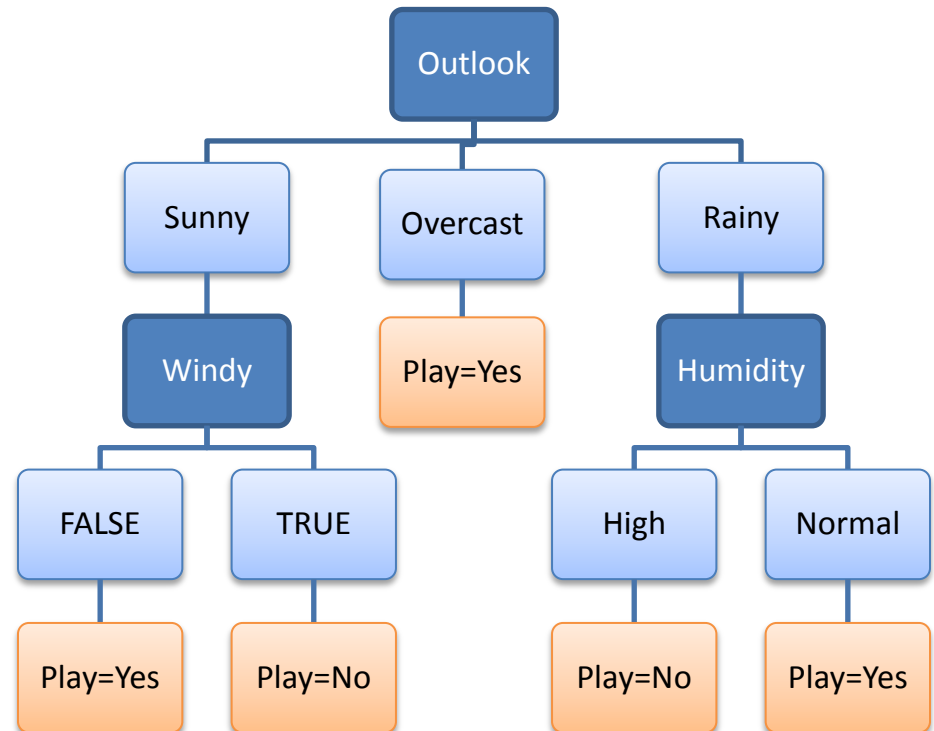 Outlook
Sunny
Overcast
Rainy
Windy
Play=Yes
Humidity
FALSE
TRUE
High
Normal
Play=Yes
Play=No
Play=No
Play=Yes